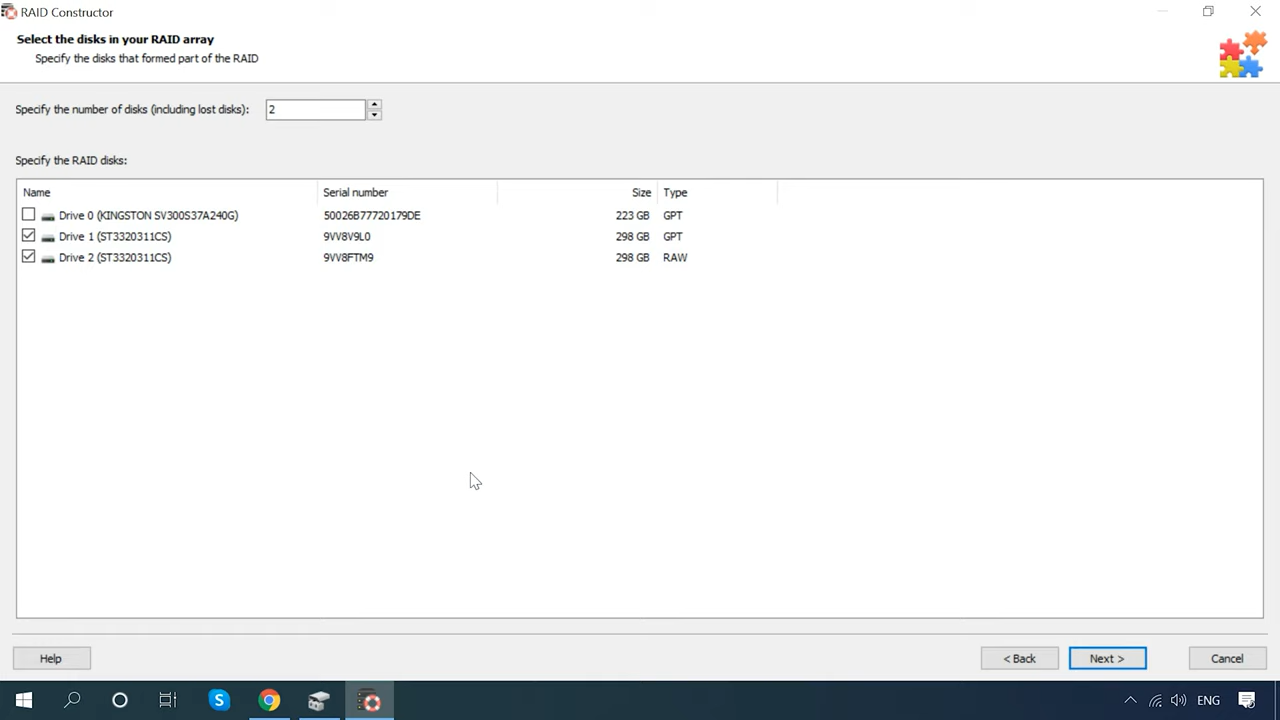 RAID Constructor
Select the disks in your RAID array
Specify the disks that formed part of the RAID
Specify the number of disks (including lost disks): 2
Specify the RAID disks:
Name Serial number Size Type
Drive 0 (KINGSTON SV300S37A240G) 50026B77720179DE 223 GB GPT
Drive 1 (ST3320311CS) 9VV8V9L0 298 GB GPT
Drive 2 (ST3320311CS) 9VV8FTM9 298 GB RAW
Help < Back Next > Cancel
ENG